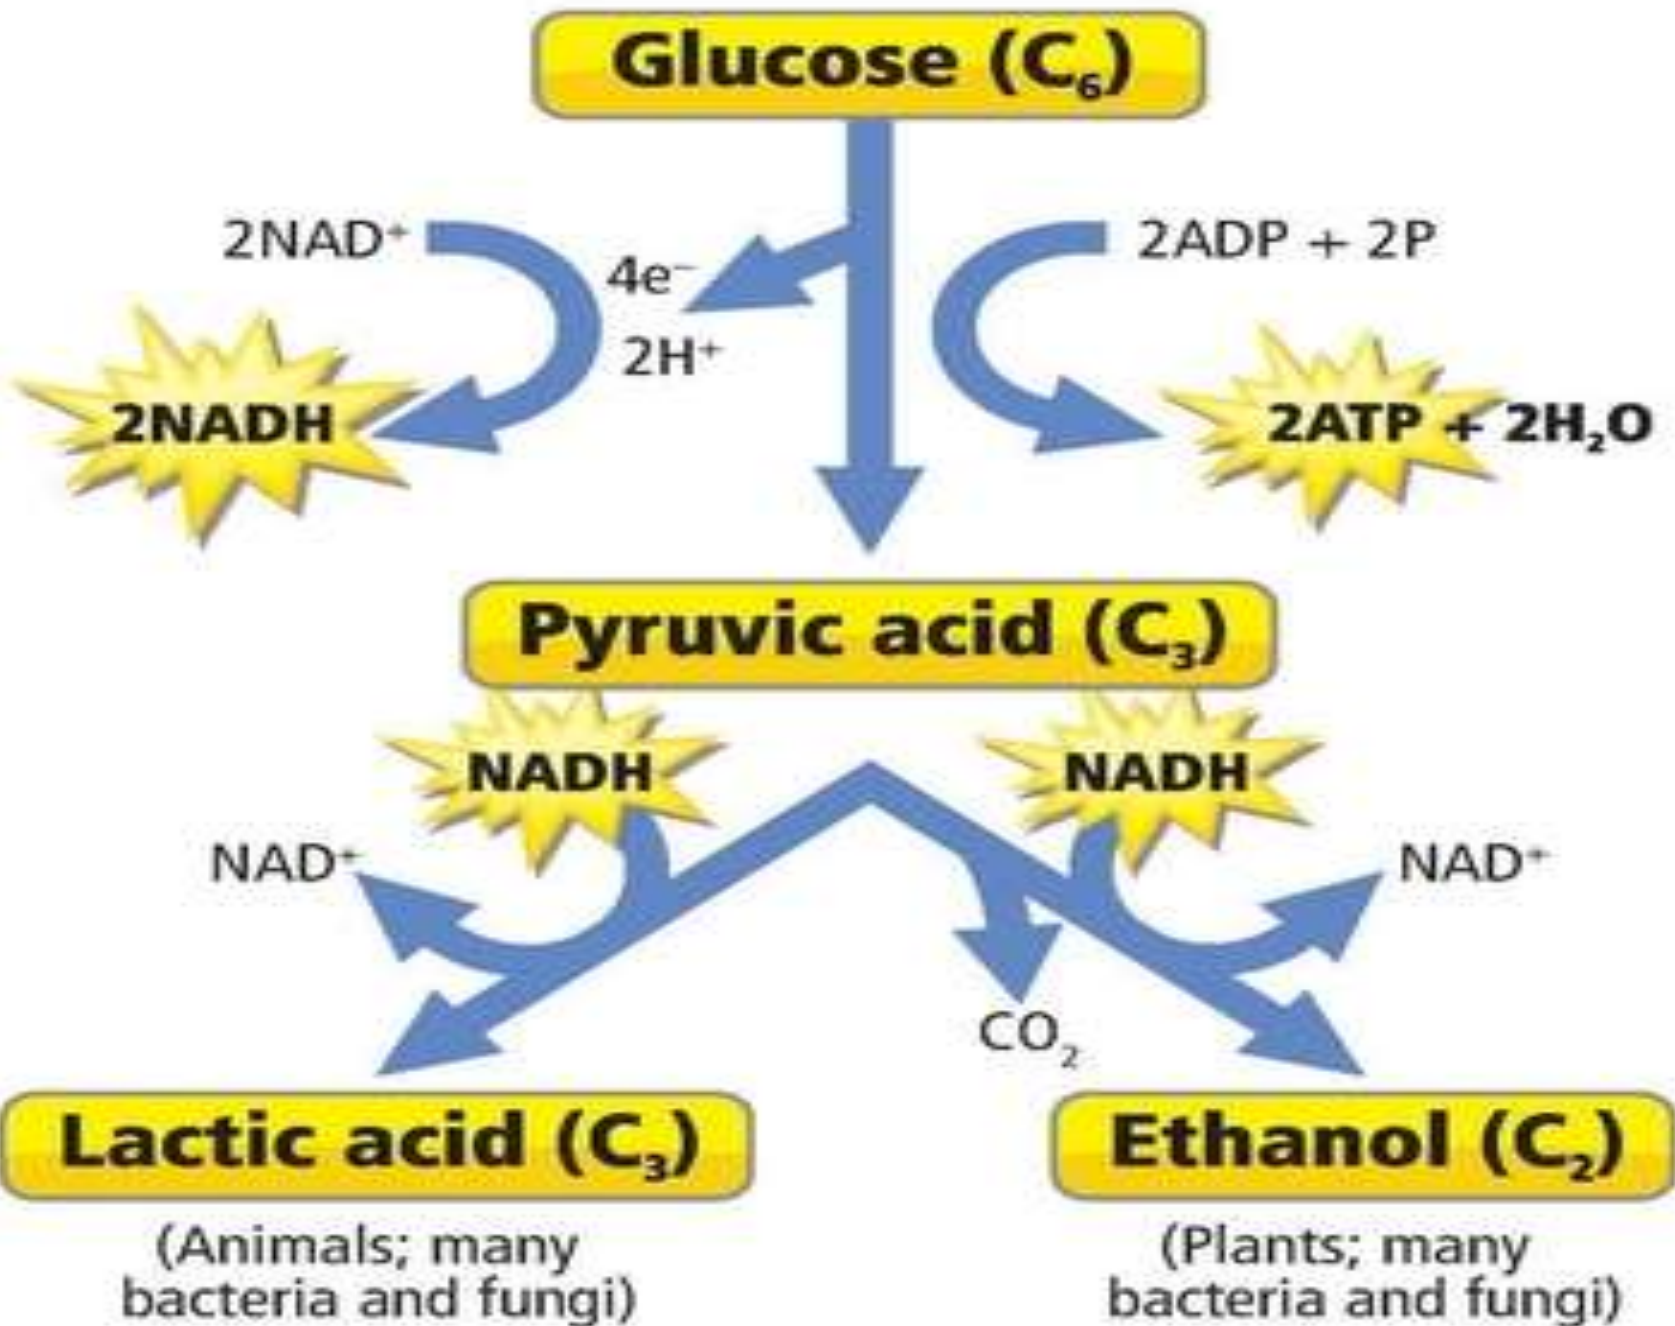 Glucose (C₆)
2NAD⁺
4e⁻
2H⁺
2ADP + 2P
2NADH
2ATP + 2H₂O
Pyruvic acid (C₃)
NADH
NADH
NAD⁺
NAD⁺
CO₂
Lactic acid (C₃)
Ethanol (C₂)
(Animals; many
bacteria and fungi)
(Plants; many
bacteria and fungi)